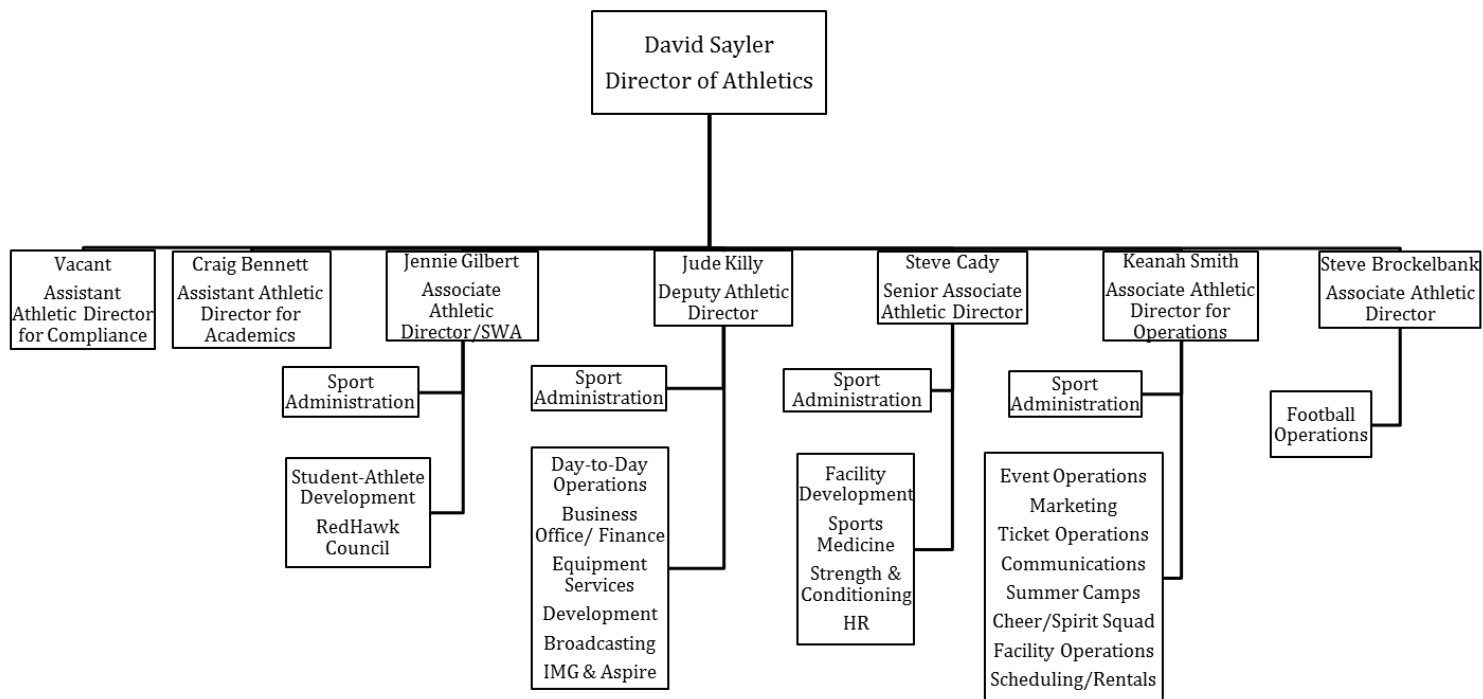 David Sayler
Director of Athletics
Vacant
Assistant
Athletic Director
for Compliance
Craig Bennett
Assistant Athletic
Director for
Academics
Jennie Gilbert
Associate
Athletic
Director/SWA
Jude Killy
Deputy Athletic
Director
Steve Cady
Senior Associate
Athletic Director
Keanah Smith
Associate Athletic
Director for
Operations
Steve Brockelbank
Associate Athletic
Director
Sport
Administration
Student-Athlete
Development
RedHawk
Council
Sport
Administration
Day-to-Day
Operations
Business
Office/ Finance
Equipment
Services
Development
Broadcasting
IMG & Aspire
Sport
Administration
Facility
Development
Sports
Medicine
Strength &
Conditioning
HR
Sport
Administration
Event Operations
Marketing
Ticket Operations
Communications
Summer Camps
Cheer/Spirit Squad
Facility Operations
Scheduling/Rentals
Football
Operations